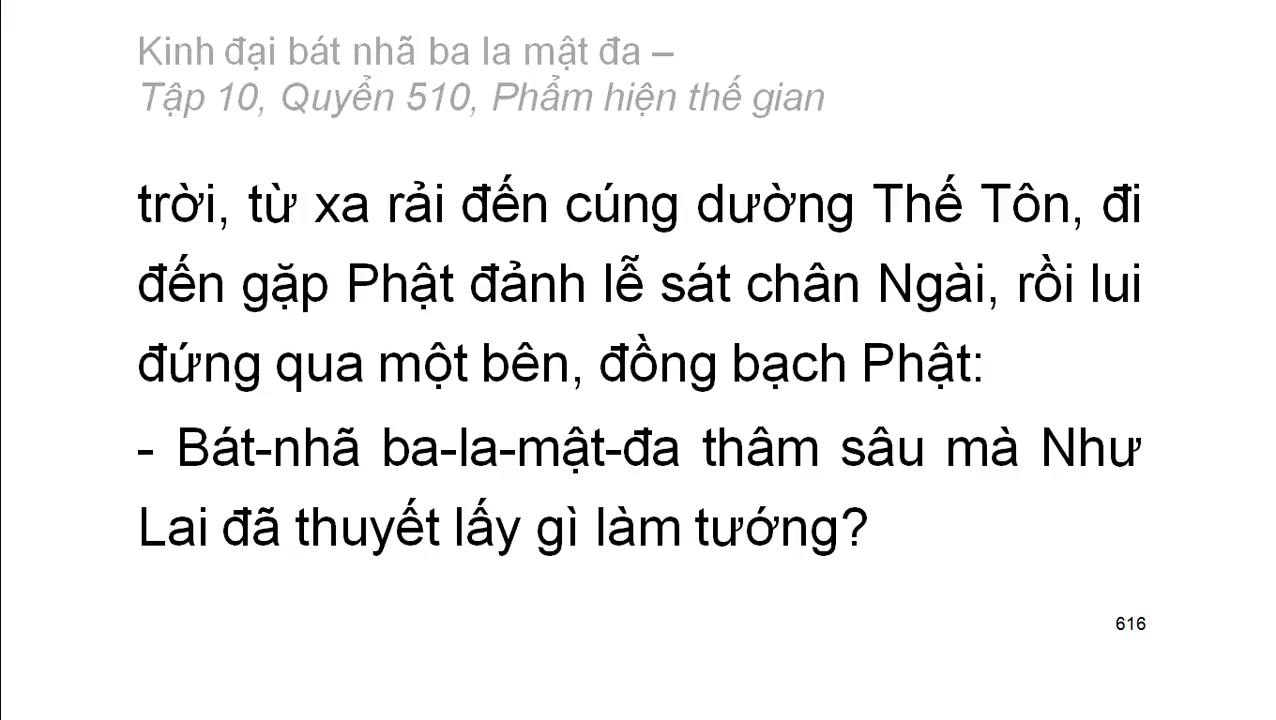 Kinh đại bát nhã ba la mật đa –
Tập 10, Quyển 510, Phẩm hiện thế gian
trời, từ xa rải đến cúng dường Thế Tôn, đi
đến gặp Phật đảnh lễ sát chân Ngài, rồi lui
đứng qua một bên, đồng bạch Phật:
- Bát-nhã ba-la-mật-đa thâm sâu mà Như
Lai đã thuyết lấy gì làm tướng?
616